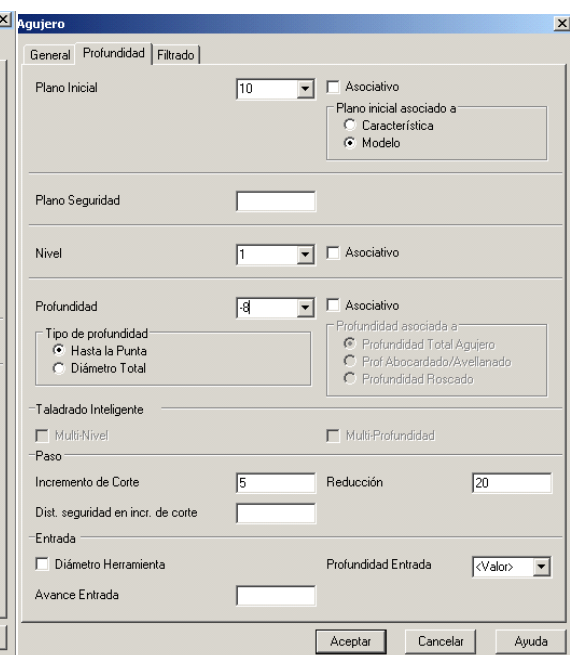 Agujero
General Profundidad Filtrado
Plano Inicial 10 Asociativo
Plano inicial asociado a
Característica
Modelo
Plano Seguridad
Nivel 1 Asociativo
Profundidad -8 Asociativo
Tipo de profundidad Profundidad asociada a
Hasta la Punta Profundidad Total Agujero
Diámetro Total Prof Abocardado/Avellanado
Profundidad Roscado
Taladrado Inteligente
Multi-Nivel Multi-Profundidad
Paso
Incremento de Corte 5 Reducción 20
Dist. seguridad en incr. de corte
Entrada
Diámetro Herramienta Profundidad Entrada <Valor>
Avance Entrada
Aceptar Cancelar Ayuda